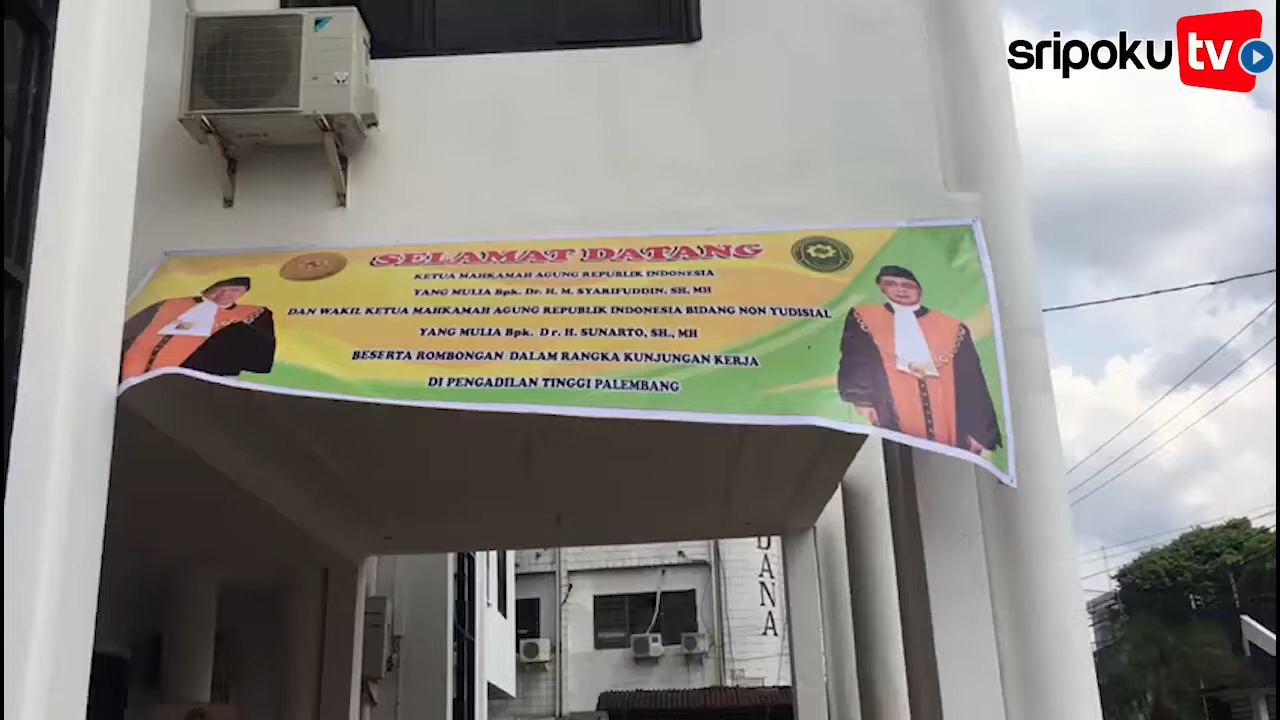 sripoku tv
SELAMAT DATANG
KETUA MAHKAMAH AGUNG REPUBLIK INDONESIA
YANG MULIA Bpk. Dr. H. M. SYARIFUDDIN, SH, MH
DAN WAKIL KETUA MAHKAMAH AGUNG REPUBLIK INDONESIA BIDANG NON YUDISIAL
YANG MULIA Bpk. Dr. H. SUNARTO, SH., MH
BESERTA ROMBONGAN DALAM RANGKA KUNJUNGAN KERJA
DI PENGADILAN TINGGI PALEMBANG
DANA